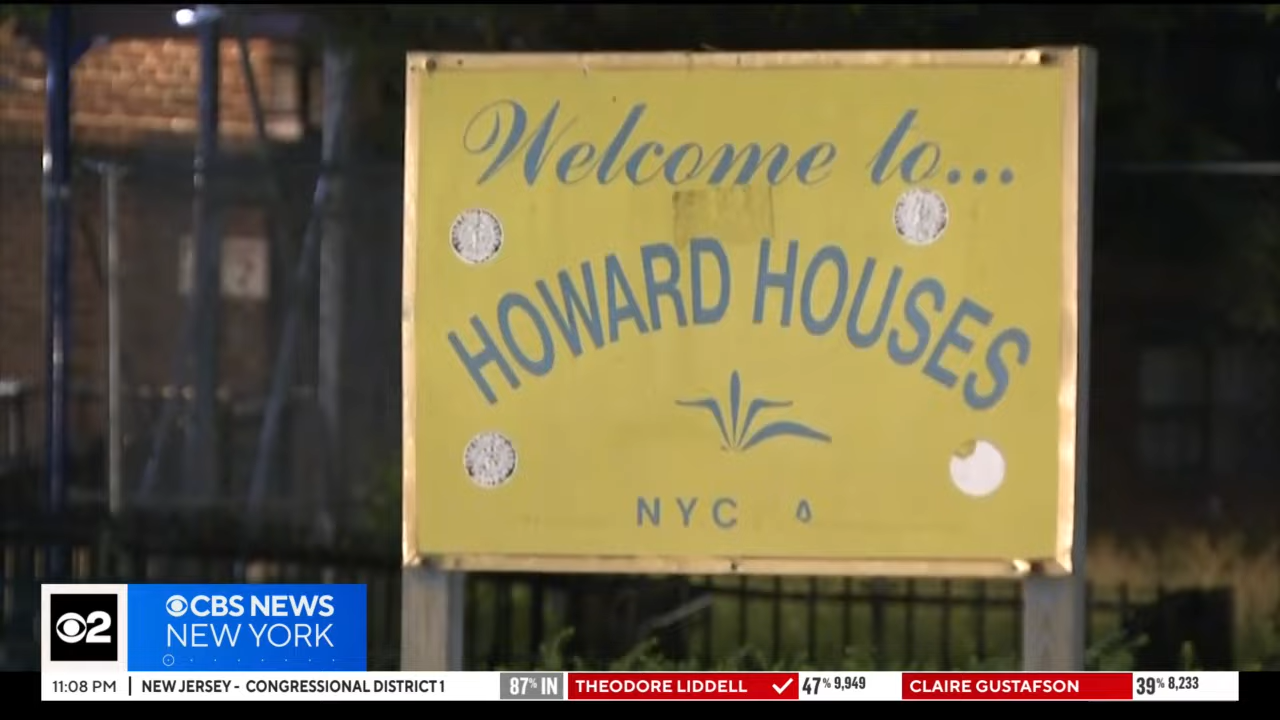 Welcome to...
HOWARD HOUSES
NYC
2
CBS NEWS
NEW YORK
11:08 PM NEW JERSEY - CONGRESSIONAL DISTRICT 1 87% IN THEODORE LIDDELL 47% 9,949 CLAIRE GUSTAFSON 39% 8,233